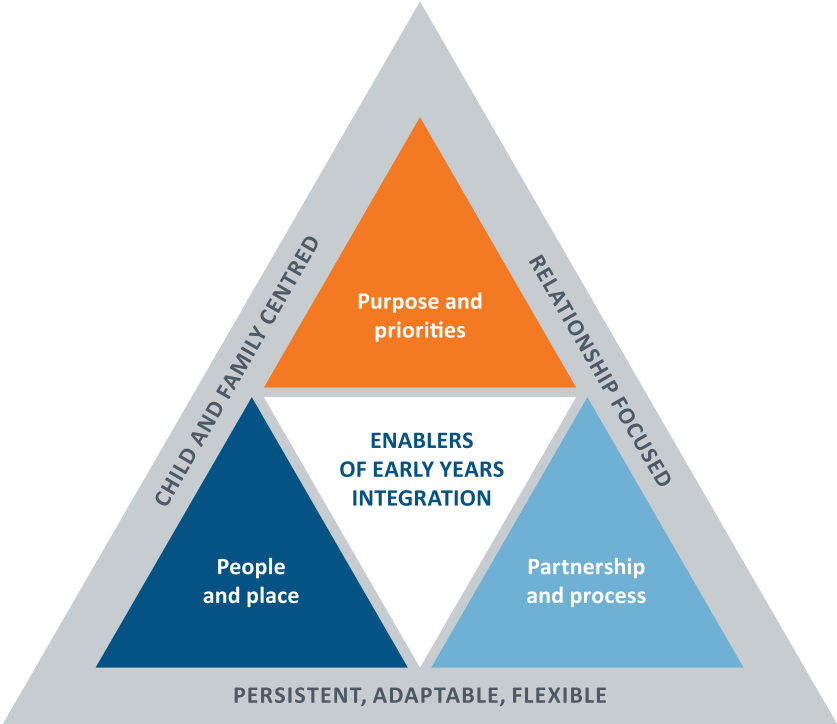 CHILD AND FAMILY CENTRED
RELATIONSHIP FOCUSED
Purpose and
priorities
ENABLERS
OF EARLY YEARS
INTEGRATION
People
and place
Partnership
and process
PERSISTENT, ADAPTABLE, FLEXIBLE